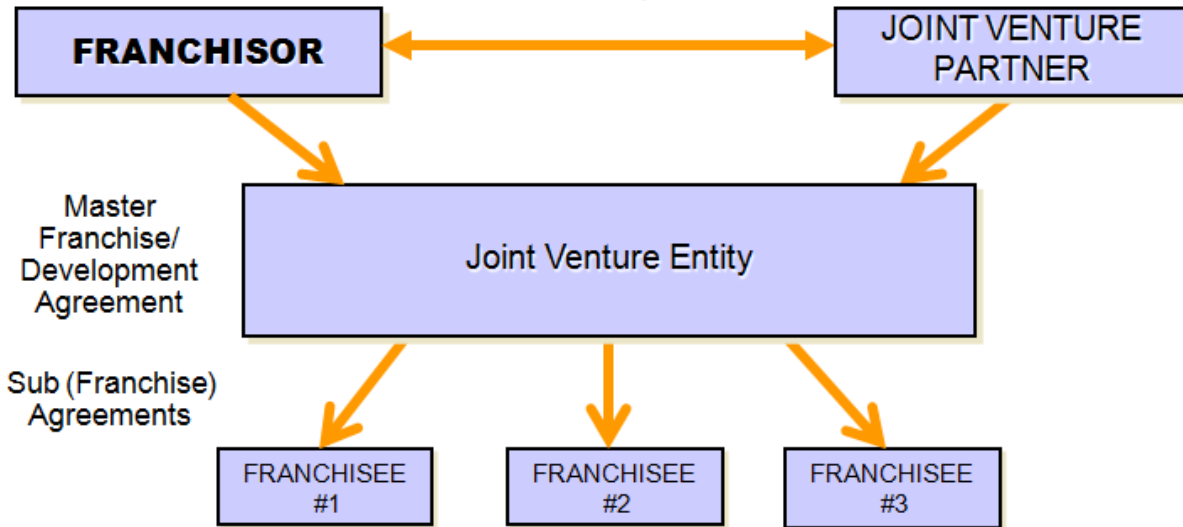 FRANCHISOR
JOINT VENTURE
PARTNER
Master
Franchise/
Development
Agreement
Joint Venture Entity
Sub (Franchise)
Agreements
FRANCHISEE
#1
FRANCHISEE
#2
FRANCHISEE
#3